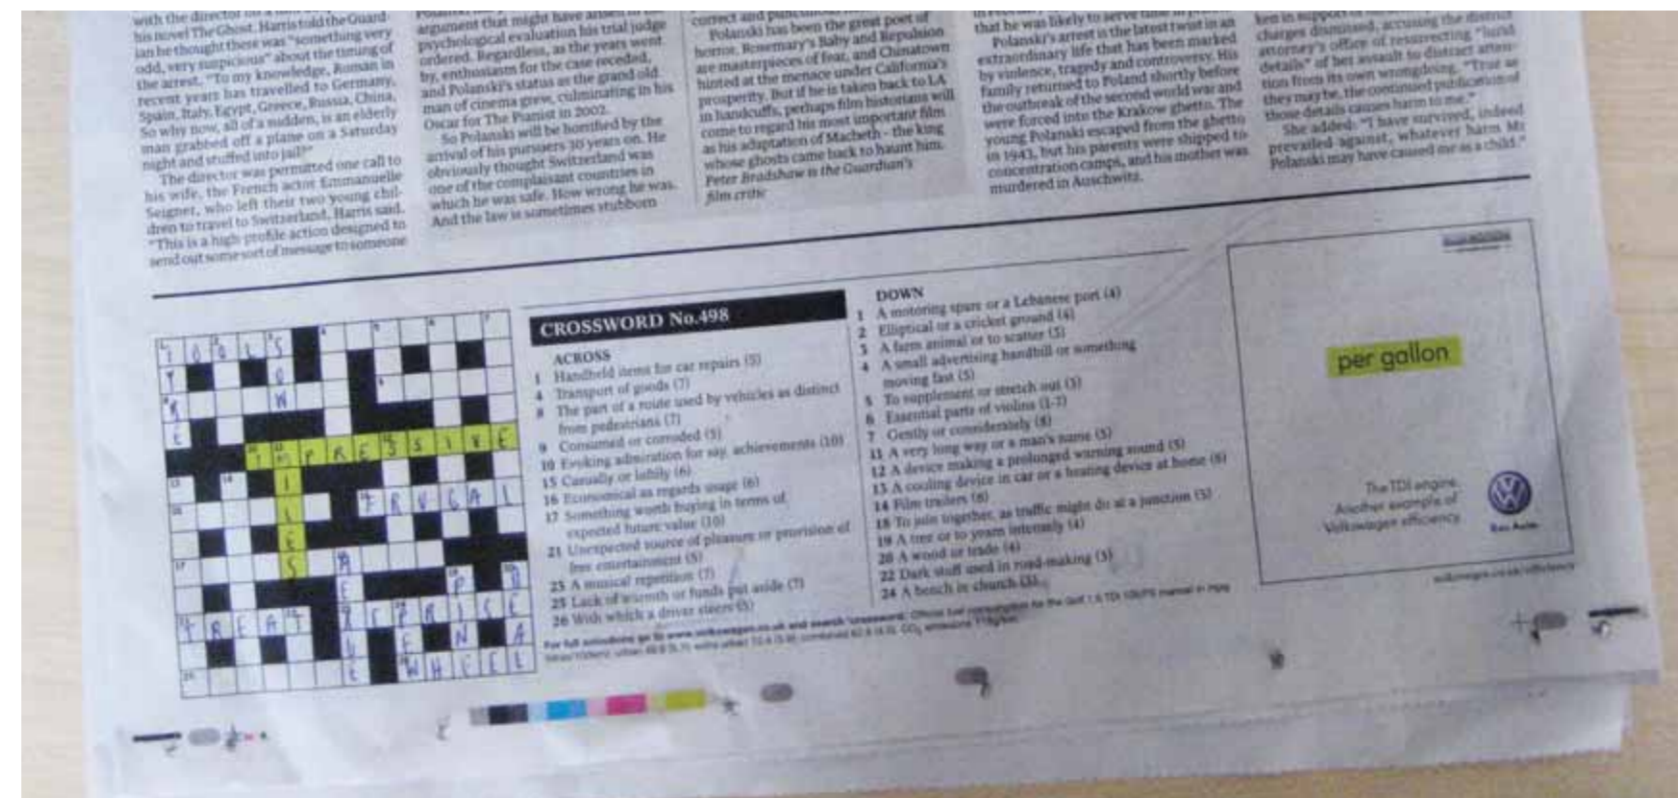 with the director on a
his novel The Ghost. Harris told the Guard-
ian he thought there was "something very
odd, very suspicious" about the timing of
the arrest. "To my knowledge, Roman in
recent years has travelled to Germany,
Spain, Italy, Egypt, Greece, Russia, China,
So why now, all of a sudden, is an elderly
man grabbed off a plane on a Saturday
night and stuffed into jail?"
The director was permitted one call to
his wife, the French actor Emmanuelle
Seigner, who left their two young chil-
dren to travel to Switzerland, Harris said.
"This is a high-profile action designed to
send out some sort of message to someone
argument that might have
psychological evaluation his trial judge
ordered. Regardless, as the years went
by, enthusiasm for the case receded,
and Polanski's status as the grand old
man of cinema grew, culminating in his
Oscar for The Pianist in 2002.
So Polanski will be horrified by the
arrival of his pursuers 30 years on. He
obviously thought Switzerland was
one of the complaisant countries in
which he was safe. How wrong he was.
And the law is sometimes stubborn
correct and
Polanski has been the great poet of
horror. Rosemary's Baby and Repulsion
are masterpieces of fear, and Chinatown
hinted at the menace under California's
prosperity. But if he is taken back to LA
in handcuffs, perhaps film historians will
come to regard his most important film
as his adaptation of Macbeth - the king
whose ghosts came back to haunt him.
Peter Bradshaw is the Guardian's
film critic
that he was likely to serve time in
Polanski's arrest is the latest twist in an
extraordinary life that has been marked
by violence, tragedy and controversy. His
family returned to Poland shortly before
the outbreak of the second world war and
were forced into the Krakow ghetto. The
young Polanski escaped from the ghetto
in 1943, but his parents were shipped to
concentration camps, and his mother was
murdered in Auschwitz.
charges dismissed, accusing the district
attorney's office of resurrecting "lurid
details" of her assault to distract atten-
tion from its own wrongdoing. "True as
they may be, the continued publication of
those details causes harm to me."
She added: "I have survived, indeed
prevailed against, whatever harm Mr
Polanski may have caused me as a child."
TOOLS
IMPRESSIVE
MILES
FRUGAL
TREAT
REPRISE
WHEEL
CROSSWORD No.498
ACROSS
1 Handheld items for car repairs (5)
4 Transport of goods (7)
8 The part of a route used by vehicles as distinct
from pedestrians (7)
9 Consumed or corroded (5)
10 Evoking admiration for say, achievements (10)
15 Casually or idly (6)
16 Economical as regards usage (6)
17 Something worth buying in terms of
expected future value (10)
21 Unexpected source of pleasure or provision of
free entertainment (5)
23 A musical repetition (7)
25 Lack of warmth or funds put aside (7)
26 With which a driver steers (5)
DOWN
1 A motoring spare or a Lebanese port (4)
2 Elliptical or a cricket ground (4)
3 A farm animal or to scatter (3)
4 A small advertising handbill or something
moving fast (5)
5 To supplement or stretch out (3)
6 Essential parts of violins (1-7)
7 Gently or considerately (8)
11 A very long way or a man's name (5)
12 A device making a prolonged warning sound (5)
13 A cooling device in car or a heating device at home (8)
14 Film trailers (8)
18 To join together, as traffic might do at a junction (5)
19 A tree or to yearn intensely (4)
20 A wood or trade (4)
22 Dark stuff used in road-making (3)
24 A bench in church (3)
per gallon
The TDI engine.
Another example of
Volkswagen efficiency.
Das Auto.